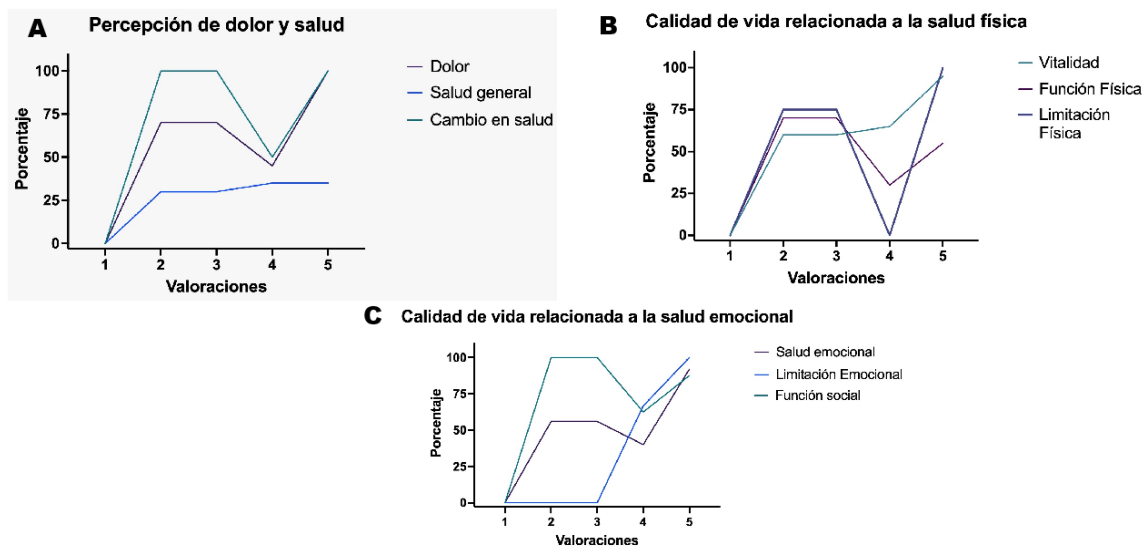 A
Percepción de dolor y salud
100
75
50
25
0
Porcentaje
1 2 3 4 5
Valoraciones
Dolor
Salud general
Cambio en salud
B
Calidad de vida relacionada a la salud física
100
75
50
25
0
Porcentaje
1 2 3 4 5
Valoraciones
Vitalidad
Función Física
Limitación
Física
C
Calidad de vida relacionada a la salud emocional
100
75
50
25
0
Porcentaje
1 2 3 4 5
Valoraciones
Salud emocional
Limitación Emocional
Función social